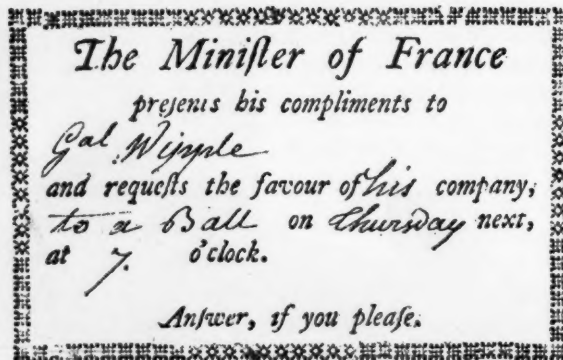 The Miniſter of France
preſents his compliments to
Gal. Wipple
and requeſts the favour of his company,
to a Ball on thursday next,
at 7. o'clock.
Anſwer, if you pleaſe.